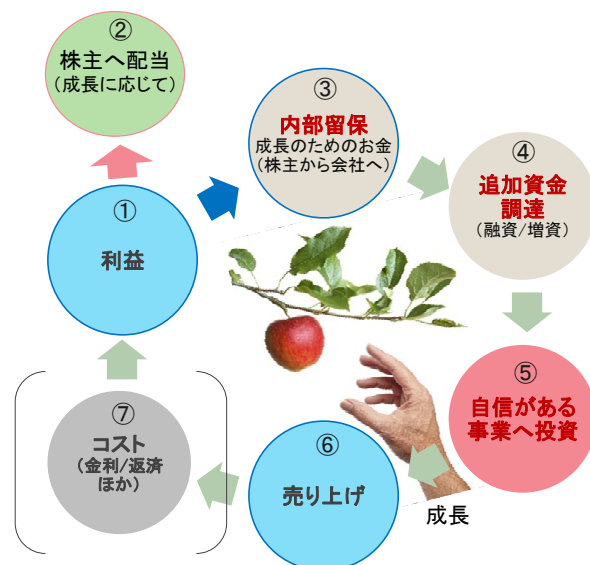 ①
利益
②
株主へ配当
(成長に応じて)
③
内部留保
成長のためのお金
(株主から会社へ)
④
追加資金
調達
(融資/増資)
⑤
自信がある
事業へ投資
成長
⑥
売り上げ
⑦
コスト
(金利/返済
ほか)